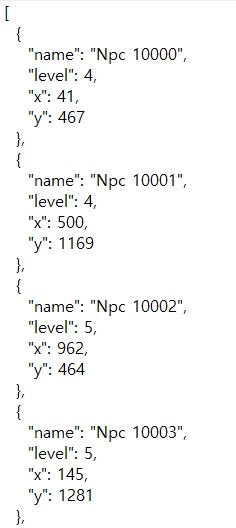 [
{
"name": "Npc 10000",
"level": 4,
"x": 41,
"y": 467
},
{
"name": "Npc 10001",
"level": 4,
"x": 500,
"y": 1169
},
{
"name": "Npc 10002",
"level": 5,
"x": 962,
"y": 464
},
{
"name": "Npc 10003",
"level": 5,
"x": 145,
"y": 1281
},